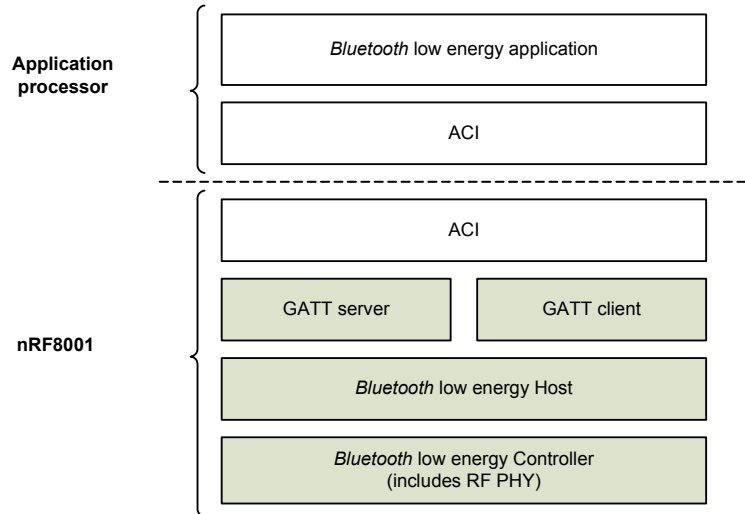 Application
processor
Bluetooth low energy application
ACI
nRF8001
ACI
GATT server
GATT client
Bluetooth low energy Host
Bluetooth low energy Controller
(includes RF PHY)